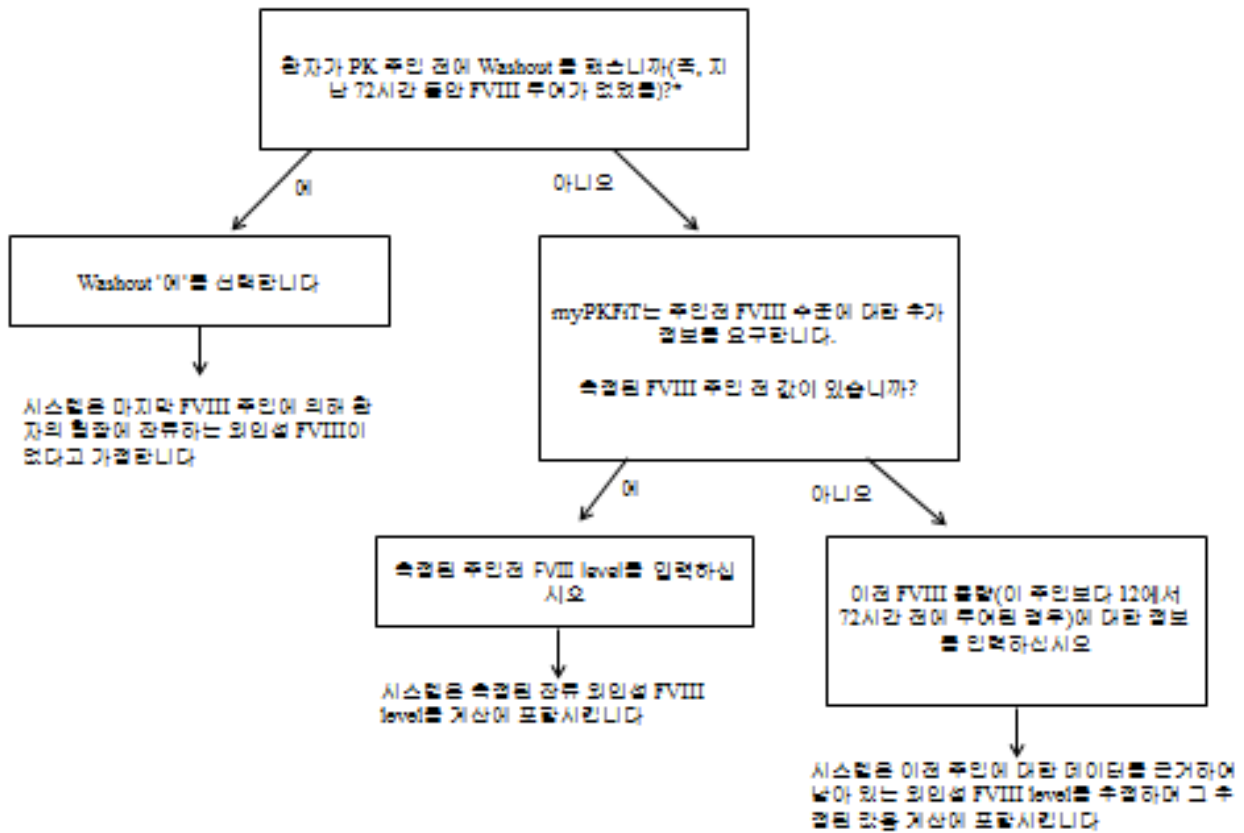 환자가 PK 주입 전에 Washout 를 했습니까(즉, 지
난 72시간 동안 FVIII 투여가 없었음)?*
예
아니요
Washout '예'를 선택합니다
myPKFiT는 주입전 FVIII 수준에 대한 추가
정보를 요구합니다.
측정된 FVIII 주입 전 값이 있습니까?
시스템은 마지막 FVIII 주입에 의해 환
자의 혈장에 잔류하는 외인성 FVIII이
없다고 가정합니다
예
아니요
측정된 주입전 FVIII level를 입력하십
시오
이전 FVIII 용량(이 주입보다 12에서
72시간 전에 투여된 경우)에 대한 정보
를 입력하십시오
시스템은 측정된 잔류 외인성 FVIII
level를 계산에 포함시킵니다
시스템은 이전 주입에 대한 데이터를 근거하여
남아 있는 외인성 FVIII level를 추정하며 그 추
정된 값을 계산에 포함시킵니다